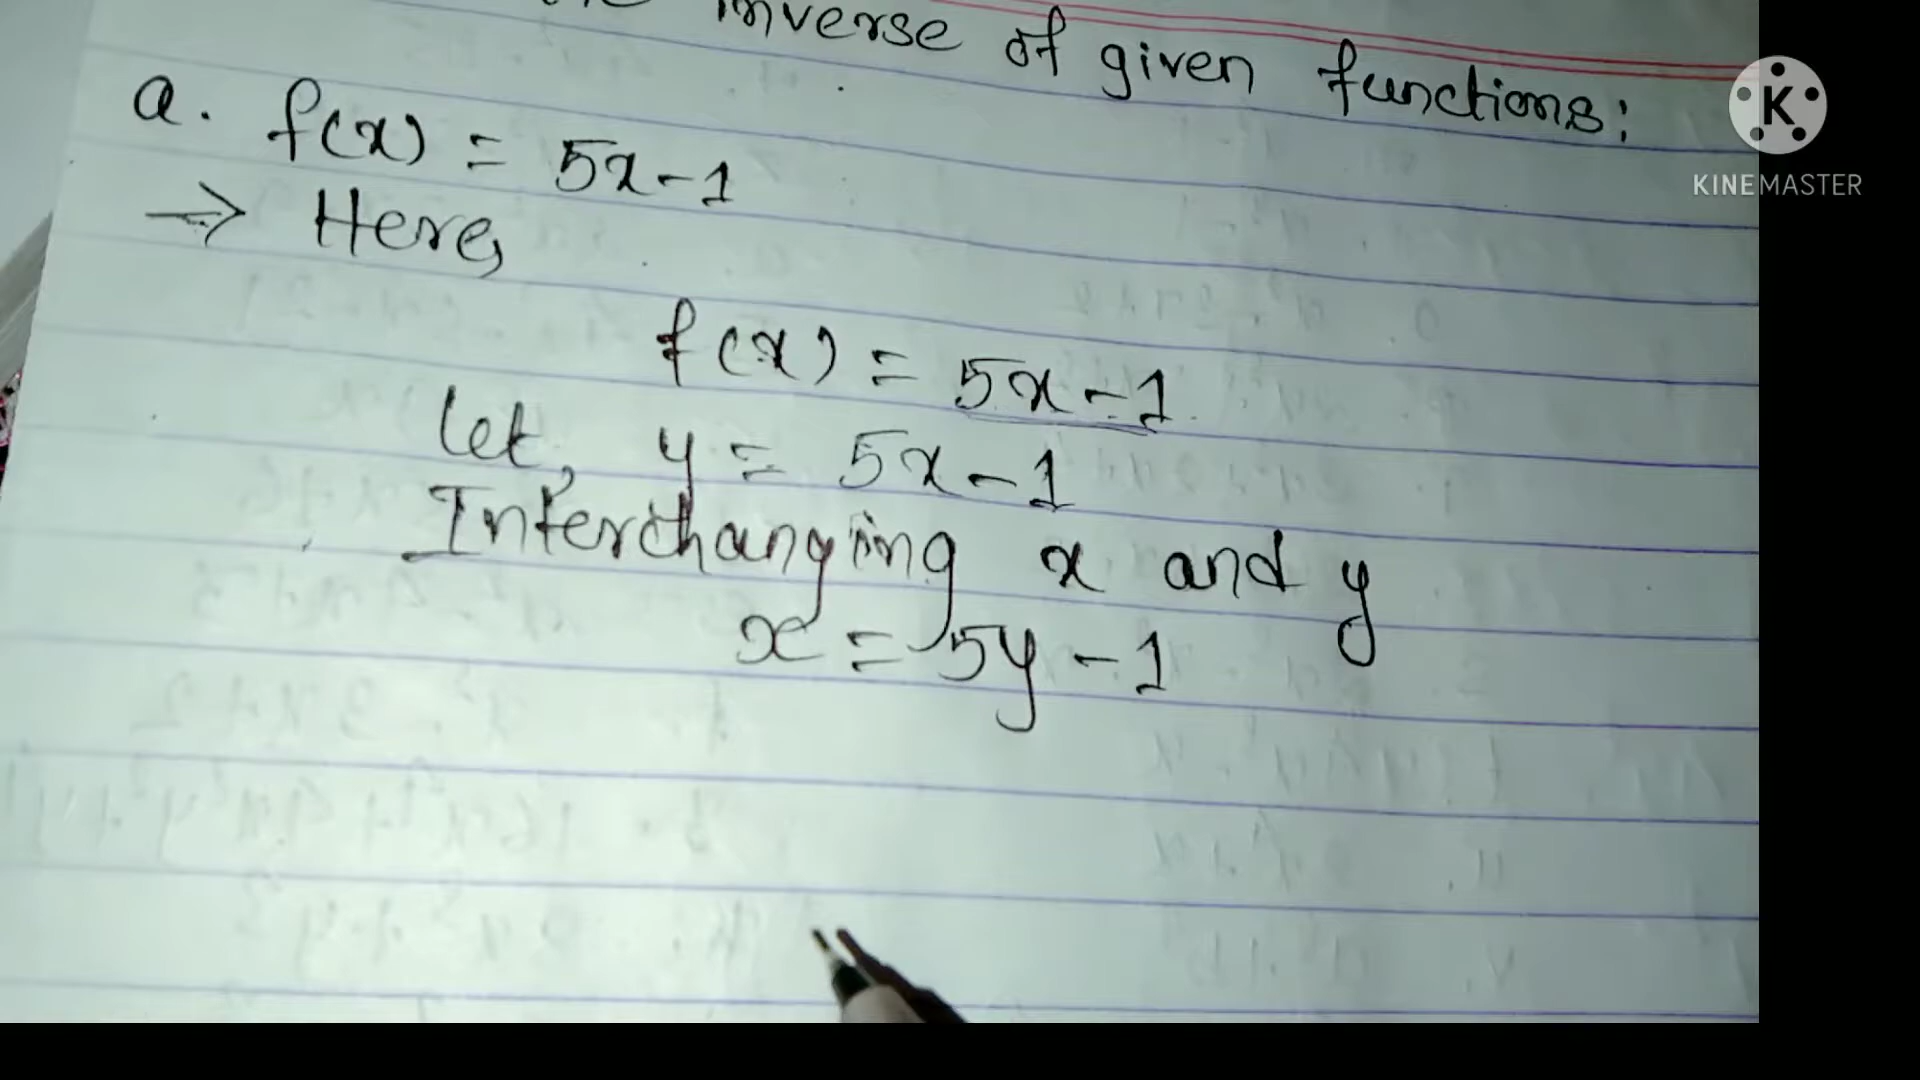 inverse of given functions:
a. f(x) = 5x-1
⇒ Here,
f(x) = 5x-1
Let, y = 5x-1
Interchanging x and y
x = 5y-1
K
KINEMASTER